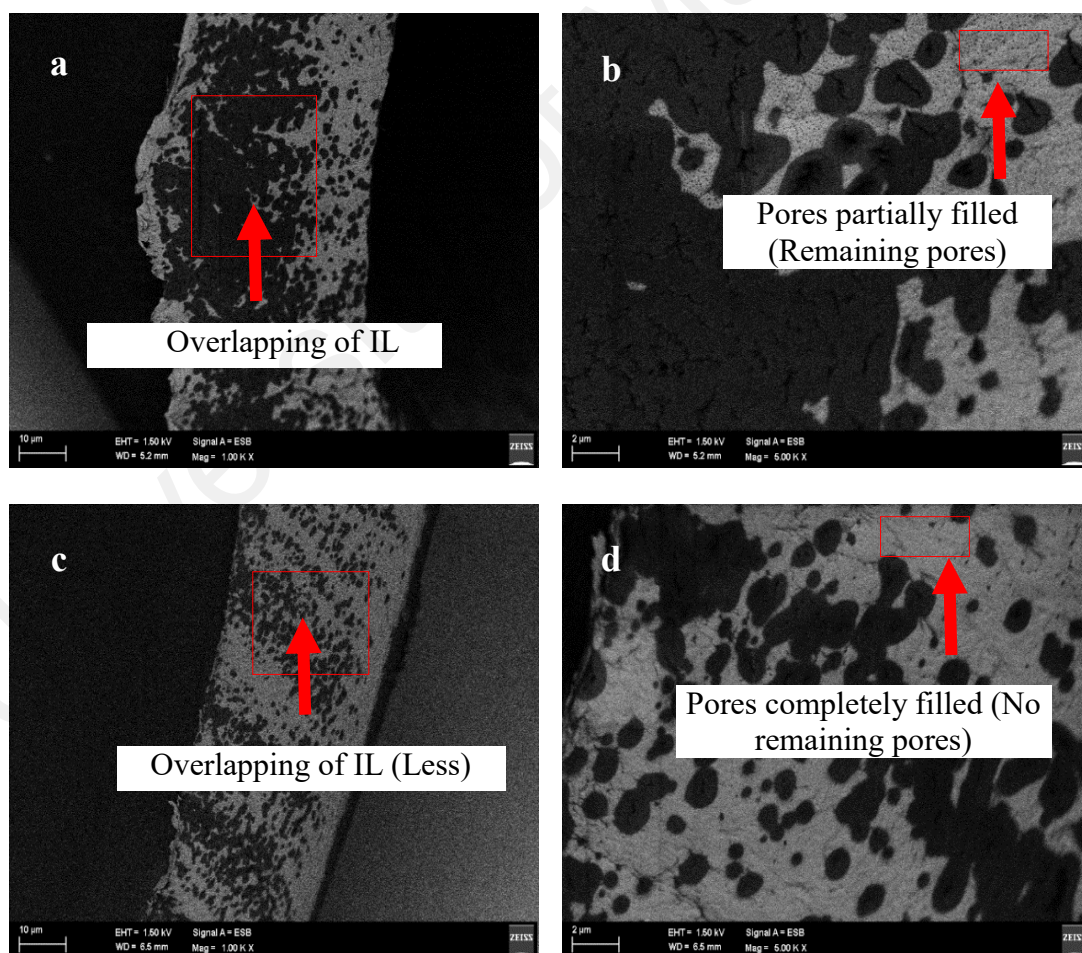 a
Overlapping of IL
10 µm
EHT = 1.50 kV Signal A = ESB
WD = 5.2 mm Mag = 1.00 K X
ZEISS
b
Pores partially filled
(Remaining pores)
2 µm
EHT = 1.50 kV Signal A = ESB
WD = 5.2 mm Mag = 5.00 K X
ZEISS
c
Overlapping of IL (Less)
10 µm
EHT = 1.50 kV Signal A = ESB
WD = 6.5 mm Mag = 1.00 K X
ZEISS
d
Pores completely filled (No
remaining pores)
2 µm
EHT = 1.50 kV Signal A = ESB
WD = 6.5 mm Mag = 5.00 K X
ZEISS